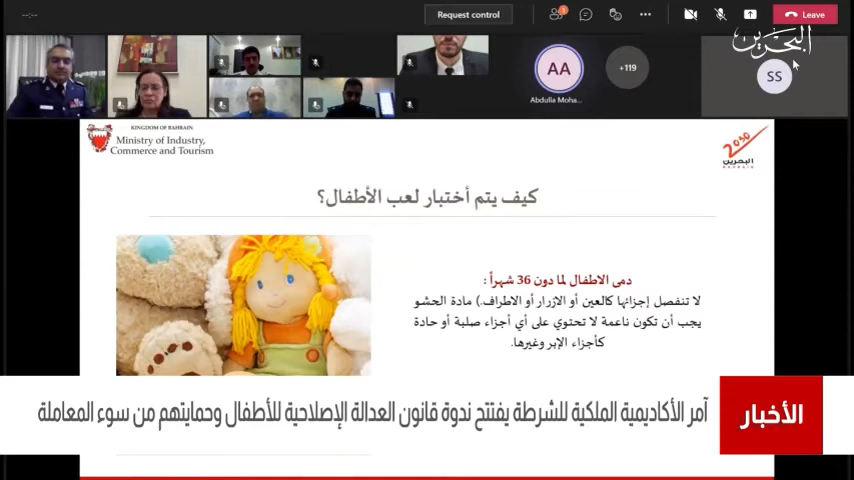 --:--
Request control
3
Leave
البحرين
AA
+119
SS
Abdulla Moha...
KINGDOM OF BAHRAIN
Ministry of Industry,
Commerce and Tourism
2030
البحرين
BAHRAIN
كيف يتم أختبار لعب الأطفال؟
دمى الاطفال لما دون 36 شهراً :
لا تنفصل إجزائها كالعين أو الازرار أو الاطراف.) مادة الحشو
يجب أن تكون ناعمة لا تحتوي على أي أجزاء صلبة أو حادة
كأجزاء الإبر وغيرها.
الأخبار
آمر الأكاديمية الملكية للشرطة يفتتح ندوة قانون العدالة الإصلاحية للأطفال وحمايتهم من سوء المعاملة